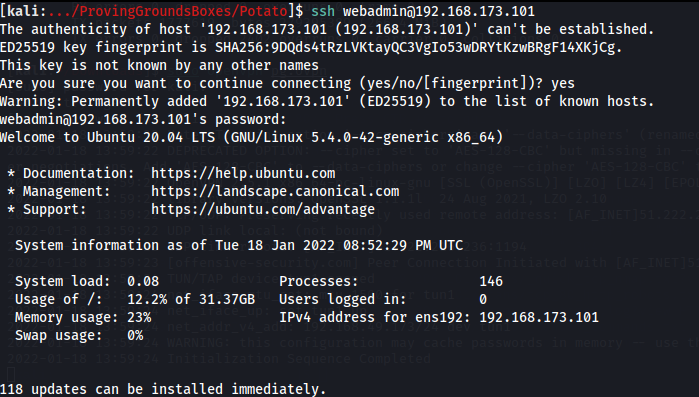 [kali:.../ProvingGroundsBoxes/Potato]$ ssh webadmin@192.168.173.101
The authenticity of host '192.168.173.101 (192.168.173.101)' can't be established.
ED25519 key fingerprint is SHA256:9DQds4tRzLVKtayQC3VgIo53wDRYtKzwBRgF14XKjCg.
This key is not known by any other names
Are you sure you want to continue connecting (yes/no/[fingerprint])? yes
Warning: Permanently added '192.168.173.101' (ED25519) to the list of known hosts.
webadmin@192.168.173.101's password:
Welcome to Ubuntu 20.04 LTS (GNU/Linux 5.4.0-42-generic x86_64)
* Documentation:  https://help.ubuntu.com
* Management:     https://landscape.canonical.com
* Support:        https://ubuntu.com/advantage
System information as of Tue 18 Jan 2022 08:52:29 PM UTC
System load:  0.08               Processes:               146
Usage of /:   12.2% of 31.37GB   Users logged in:         0
Memory usage: 23%                IPv4 address for ens192: 192.168.173.101
Swap usage:   0%
118 updates can be installed immediately.